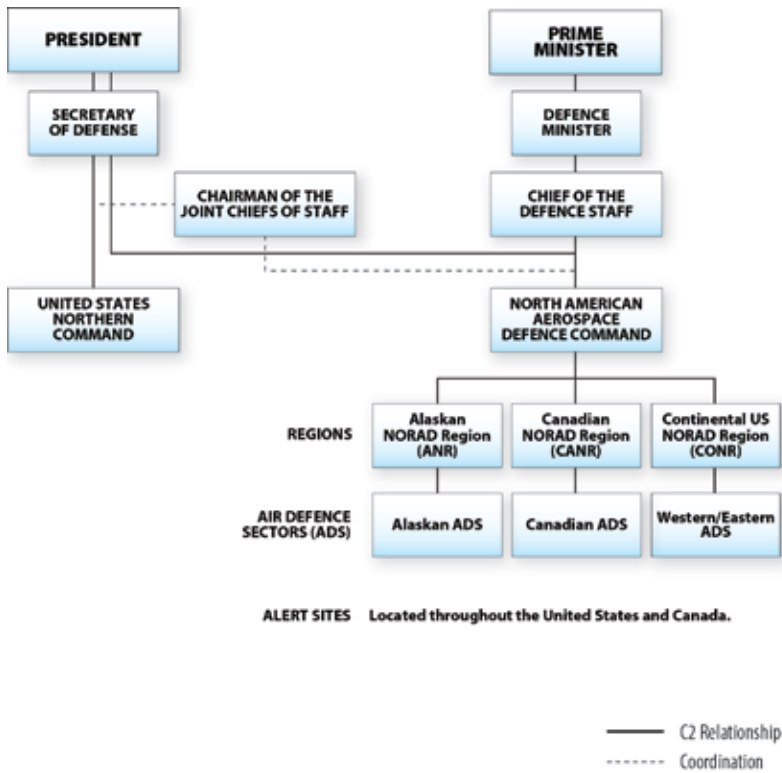 PRESIDENT
PRIME
MINISTER
SECRETARY
OF DEFENSE
DEFENCE
MINISTER
CHAIRMAN OF THE
JOINT CHIEFS OF STAFF
CHIEF OF THE
DEFENCE STAFF
UNITED STATES
NORTHERN
COMMAND
NORTH AMERICAN
AEROSPACE
DEFENCE COMMAND
REGIONS
Alaskan
NORAD Region
(ANR)
Canadian
NORAD Region
(CANR)
Continental US
NORAD Region
(CONR)
AIR DEFENCE
SECTORS (ADS)
Alaskan ADS
Canadian ADS
Western/Eastern
ADS
ALERT SITES Located throughout the United States and Canada.
C2 Relationship
Coordination